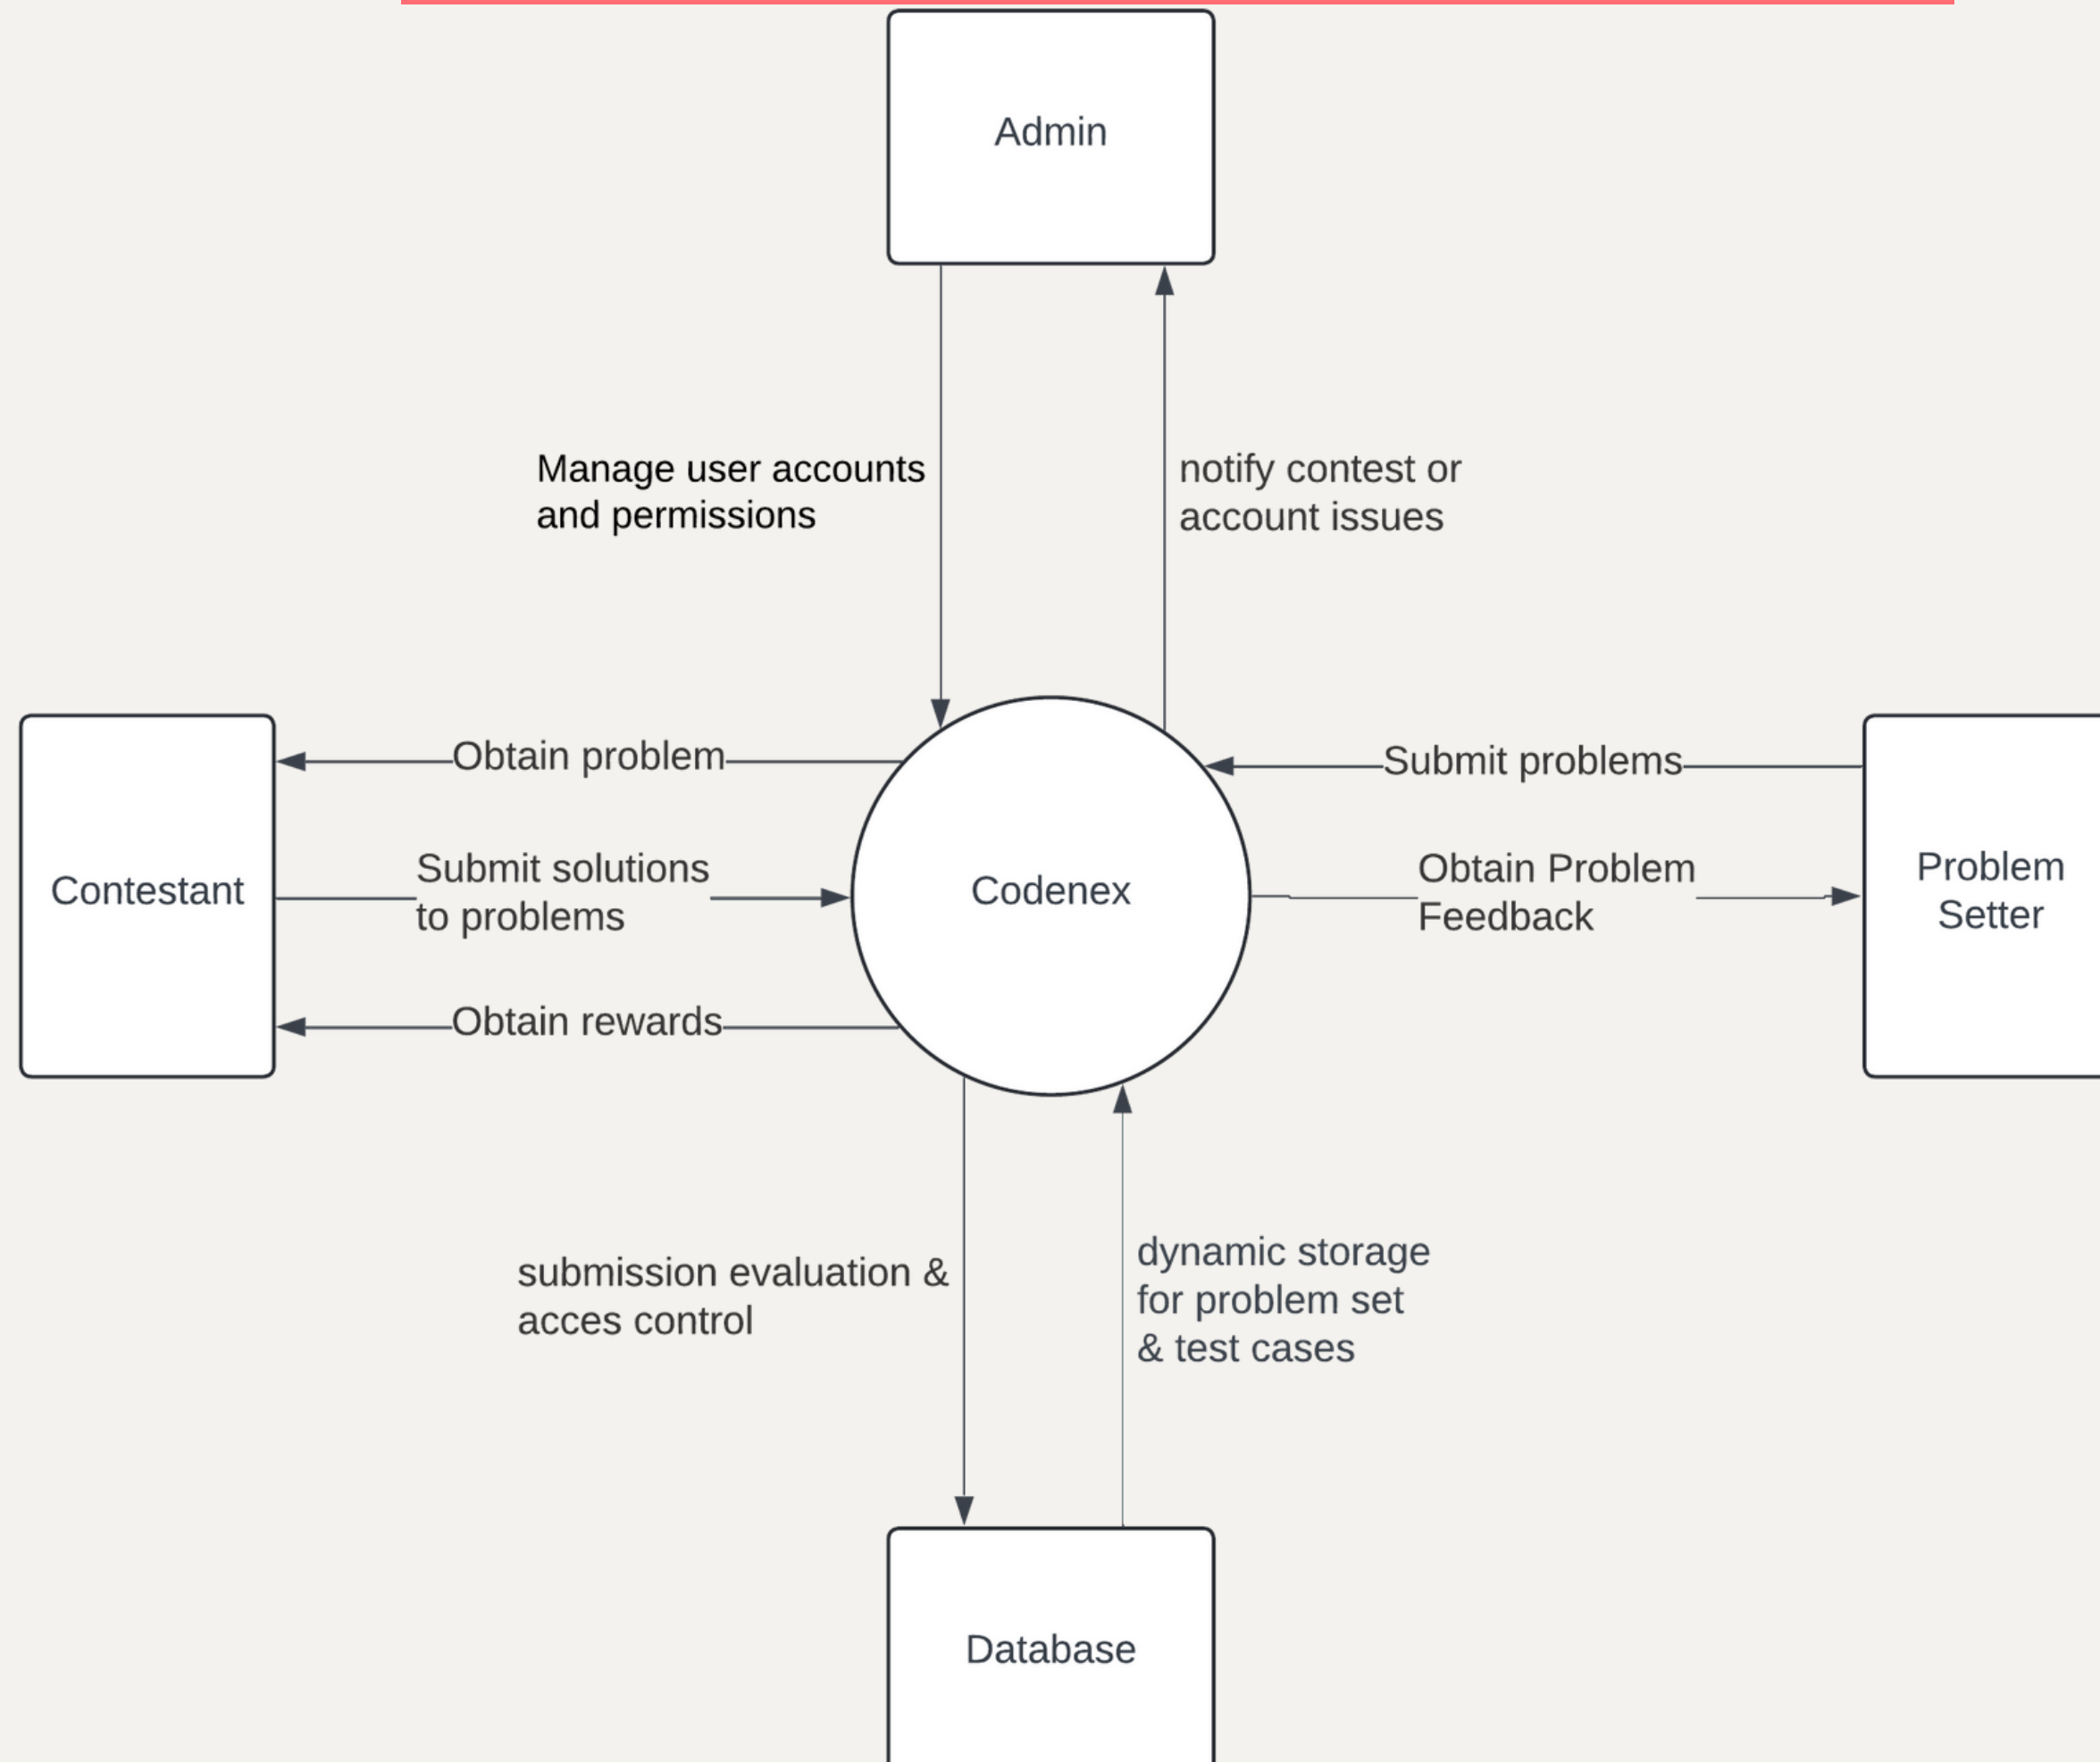 Admin
Manage user accounts
and permissions
notify contest or
account issues
Obtain problem
Submit problems
Contestant
Submit solutions
to problems
Codenex
Obtain Problem
Feedback
Problem
Setter
Obtain rewards
submission evaluation &
acces control
dynamic storage
for problem set
& test cases
Database